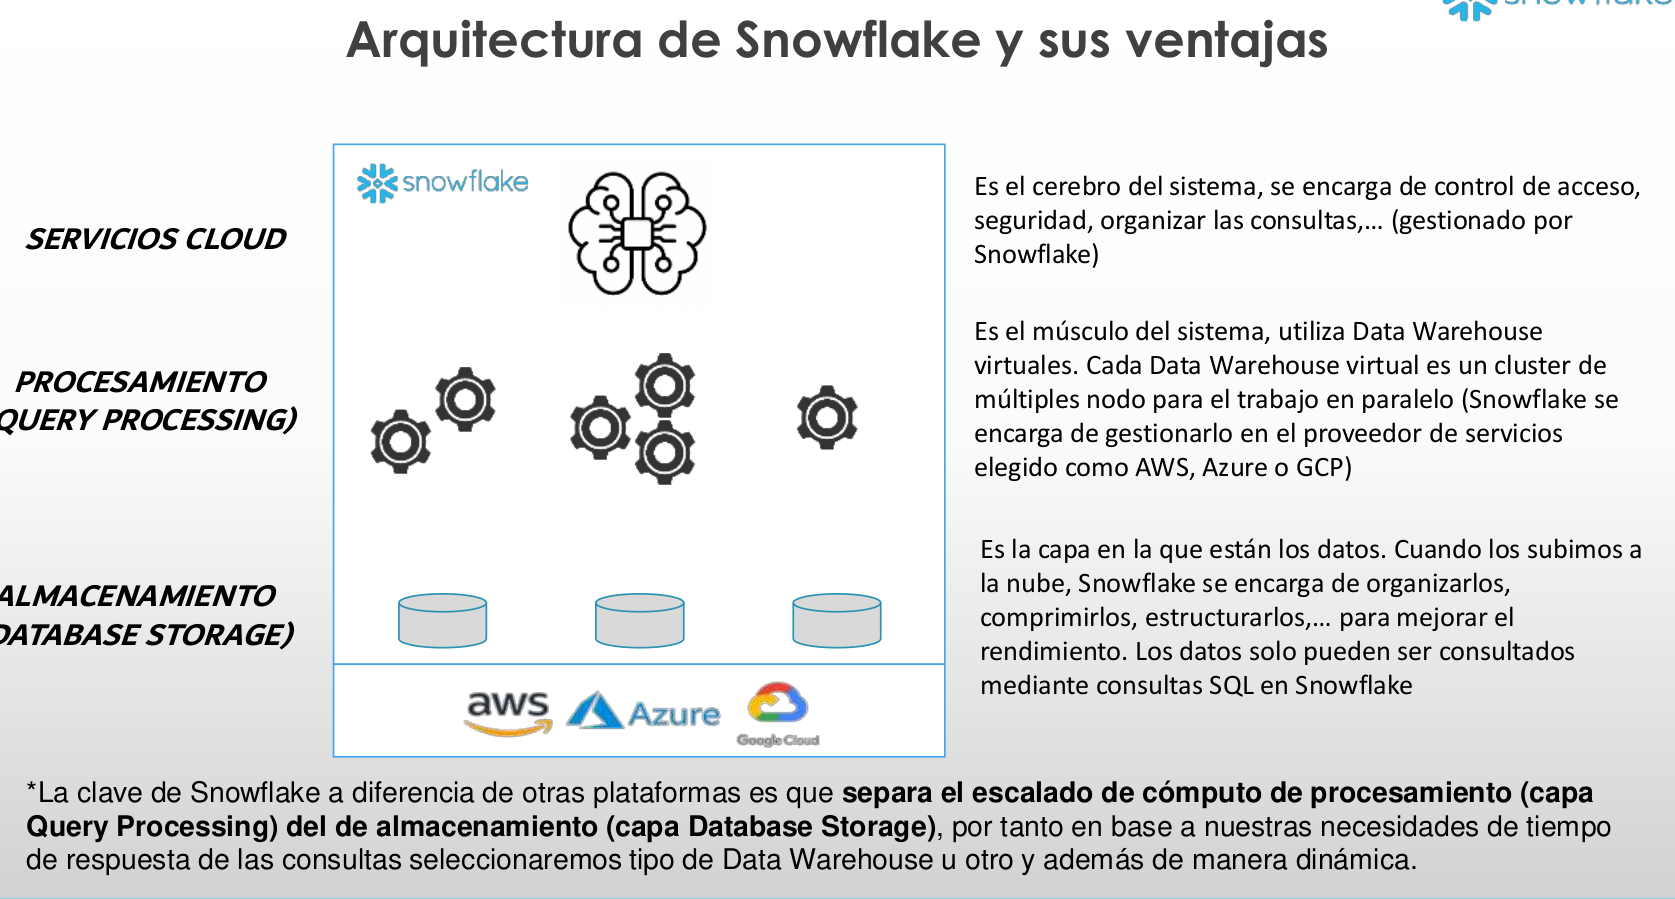 snowflake
Arquitectura de Snowflake y sus ventajas
snowflake
SERVICIOS CLOUD
Es el cerebro del sistema, se encarga de control de acceso,
seguridad, organizar las consultas,... (gestionado por
Snowflake)
PROCESAMIENTO
QUERY PROCESSING)
Es el músculo del sistema, utiliza Data Warehouse
virtuales. Cada Data Warehouse virtual es un cluster de
múltiples nodo para el trabajo en paralelo (Snowflake se
encarga de gestionarlo en el proveedor de servicios
elegido como AWS, Azure o GCP)
ALMACENAMIENTO
DATABASE STORAGE)
Es la capa en la que están los datos. Cuando los subimos a
la nube, Snowflake se encarga de organizarlos,
comprimirlos, estructurarlos,... para mejorar el
rendimiento. Los datos solo pueden ser consultados
mediante consultas SQL en Snowflake
aws Azure Google Cloud
*La clave de Snowflake a diferencia de otras plataformas es que separa el escalado de cómputo de procesamiento (capa
Query Processing) del de almacenamiento (capa Database Storage), por tanto en base a nuestras necesidades de tiempo
de respuesta de las consultas seleccionaremos tipo de Data Warehouse u otro y además de manera dinámica.